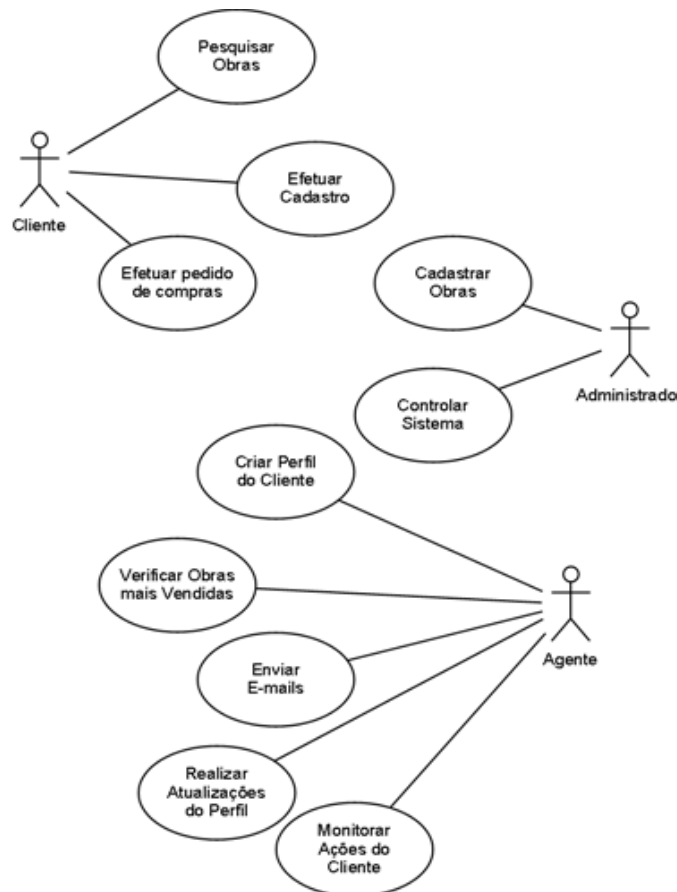 Pesquisar
Obras
Efetuar
Cadastro
Cliente
Efetuar pedido
de compras
Cadastrar
Obras
Administrado
Controlar
Sistema
Criar Perfil
do Cliente
Verificar Obras
mais Vendidas
Agente
Enviar
E-mails
Realizar
Atualizações
do Perfil
Monitorar
Ações do
Cliente